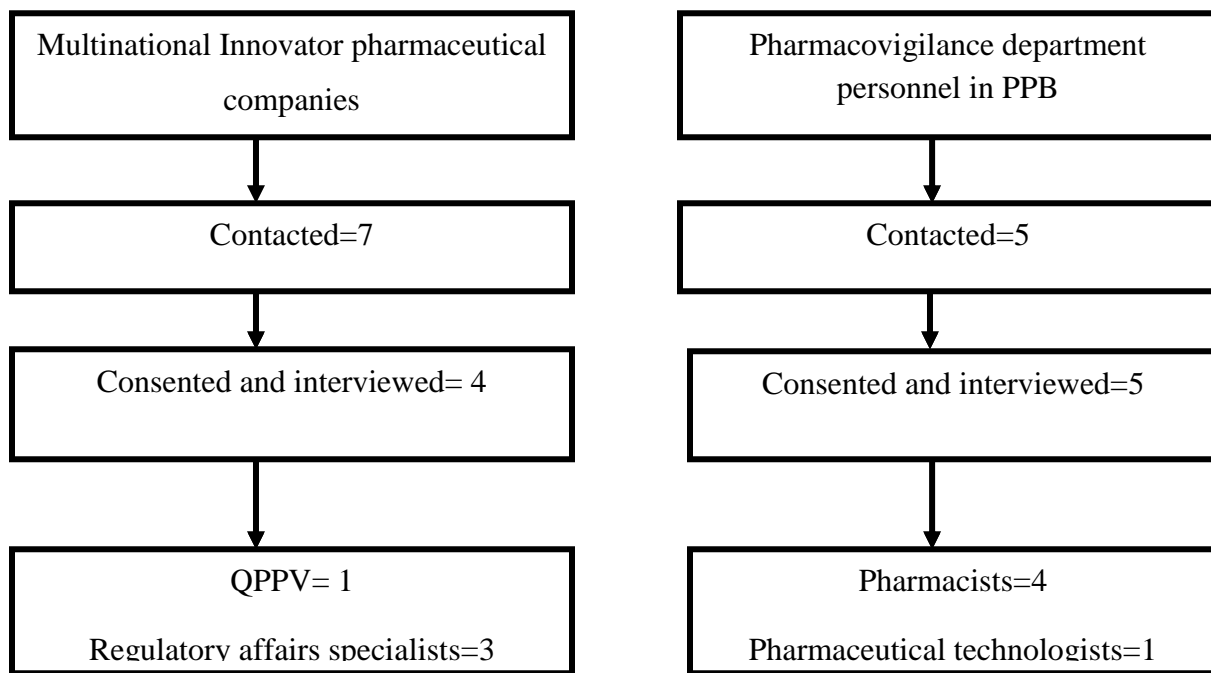 Multinational Innovator pharmaceutical
companies
Contacted=7
Consented and interviewed= 4
QPPV= 1
Regulatory affairs specialists=3
Pharmacovigilance department
personnel in PPB
Contacted=5
Consented and interviewed=5
Pharmacists=4
Pharmaceutical technologists=1